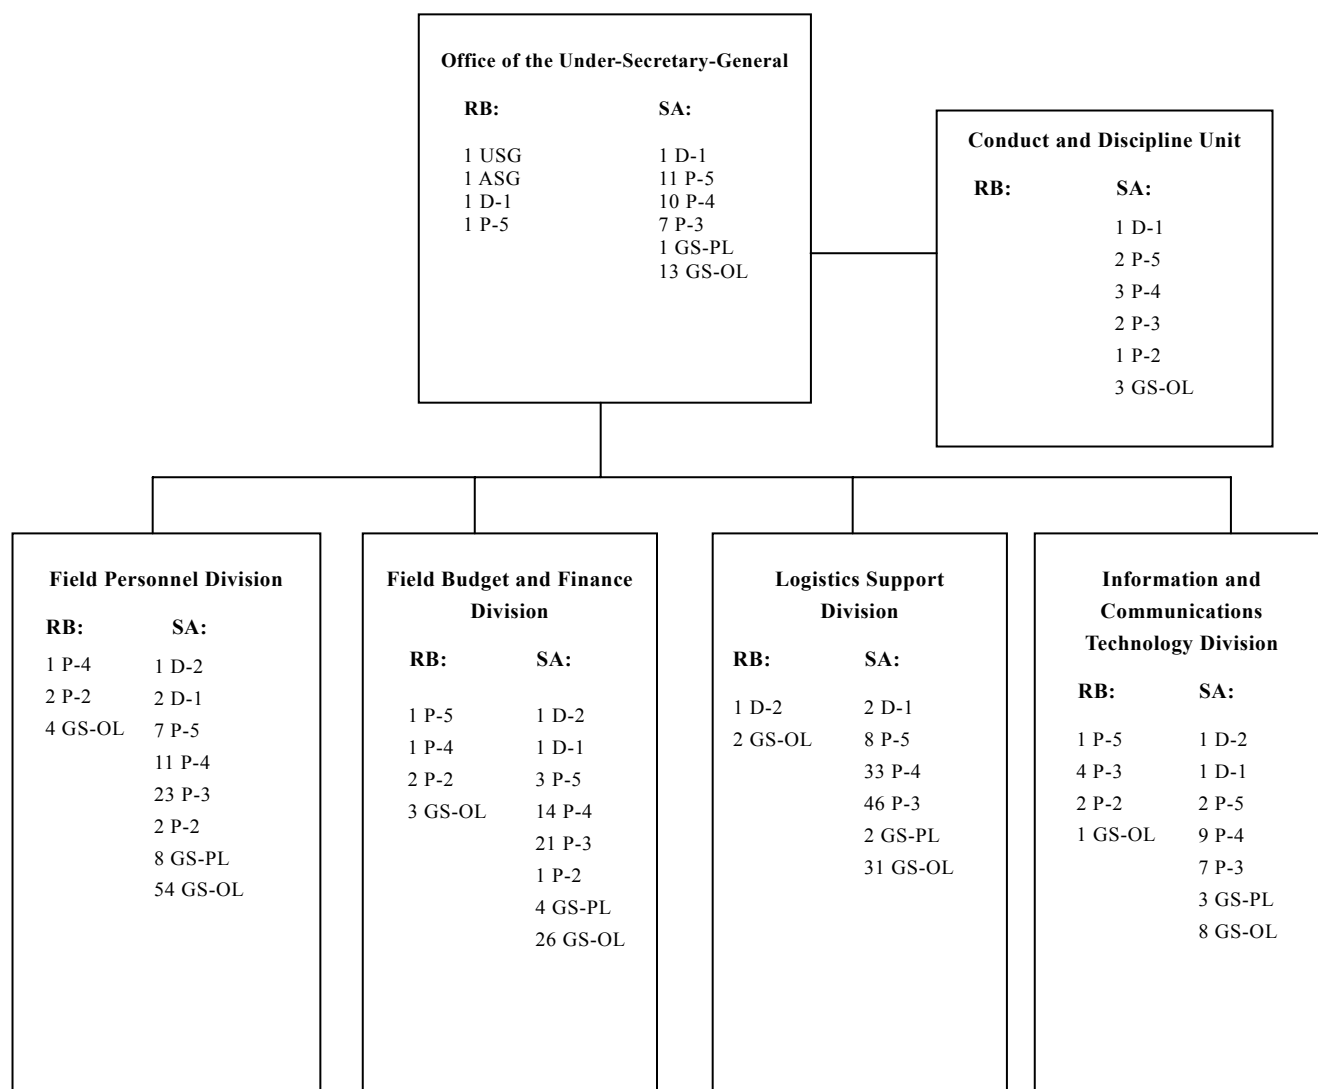 Office of the Under-Secretary-General
RB:
1 USG
1 ASG
1 D-1
1 P-5
SA:
1 D-1
11 P-5
10 P-4
7 P-3
1 GS-PL
13 GS-OL
Conduct and Discipline Unit
RB:
SA:
1 D-1
2 P-5
3 P-4
2 P-3
1 P-2
3 GS-OL
Field Personnel Division
RB:
1 P-4
2 P-2
4 GS-OL
SA:
1 D-2
2 D-1
7 P-5
11 P-4
23 P-3
2 P-2
8 GS-PL
54 GS-OL
Field Budget and Finance
Division
RB:
1 P-5
1 P-4
2 P-2
3 GS-OL
SA:
1 D-2
1 D-1
3 P-5
14 P-4
21 P-3
1 P-2
4 GS-PL
26 GS-OL
Logistics Support
Division
RB:
1 D-2
2 GS-OL
SA:
2 D-1
8 P-5
33 P-4
46 P-3
2 GS-PL
31 GS-OL
Information and
Communications
Technology Division
RB:
1 P-5
4 P-3
2 P-2
1 GS-OL
SA:
1 D-2
1 D-1
2 P-5
9 P-4
7 P-3
3 GS-PL
8 GS-OL